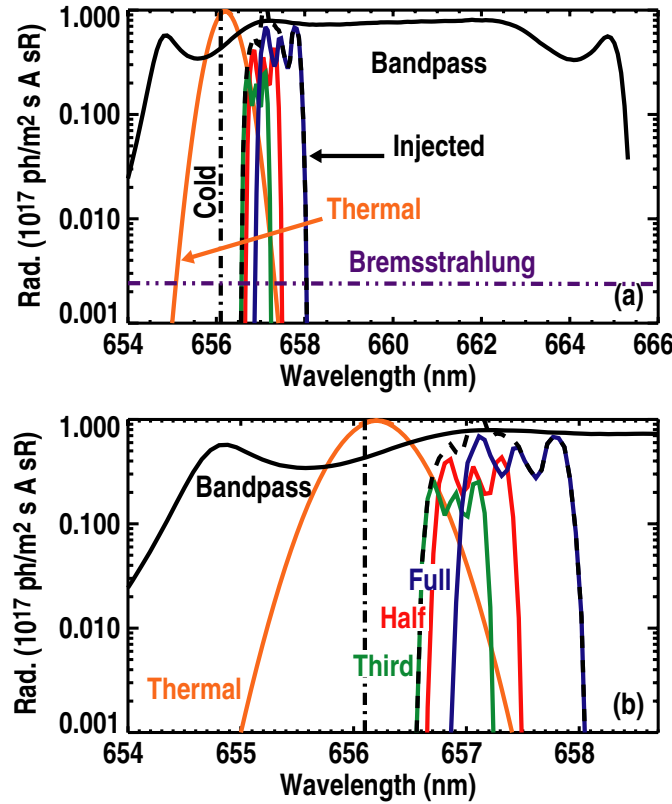 1.000
0.100
0.010
0.001
Rad. (10¹⁷ ph/m² s A sR)
Bandpass
Injected
Cold
Thermal
Bremsstrahlung
(a)
654 656 658 660 662 664 666
Wavelength (nm)
1.000
0.100
0.010
0.001
Rad. (10¹⁷ ph/m² s A sR)
Bandpass
Full
Half
Third
Thermal
(b)
654 655 656 657 658
Wavelength (nm)